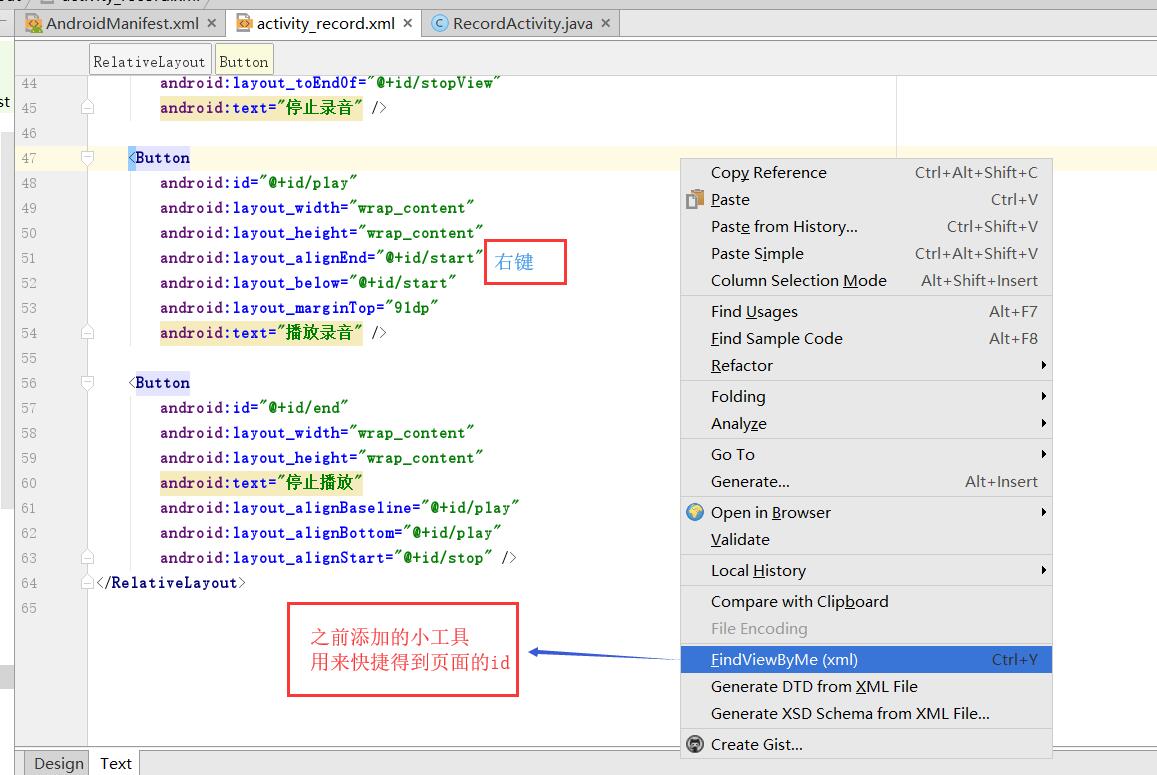 AndroidManifest.xml
activity_record.xml
RecordActivity.java
RelativeLayout
Button
44 android:layout_toEndOf="@+id/stopView"
45 android:text="停止录音" />
46
47 <Button
48 android:id="@+id/play"
49 android:layout_width="wrap_content"
50 android:layout_height="wrap_content"
51 android:layout_alignEnd="@+id/start"
52 android:layout_below="@+id/start"
53 android:layout_marginTop="91dp"
54 android:text="播放录音" />
55
56 <Button
57 android:id="@+id/end"
58 android:layout_width="wrap_content"
59 android:layout_height="wrap_content"
60 android:text="停止播放"
61 android:layout_alignBaseline="@+id/play"
62 android:layout_alignBottom="@+id/play"
63 android:layout_alignStart="@+id/stop" />
64 </RelativeLayout>
65
右键
之前添加的小工具
用来快捷得到页面的id
Copy Reference Ctrl+Alt+Shift+C
Paste Ctrl+V
Paste from History... Ctrl+Shift+V
Paste Simple Ctrl+Alt+Shift+V
Column Selection Mode Alt+Shift+Insert
Find Usages Alt+F7
Find Sample Code Alt+F8
Refactor
Folding
Analyze
Go To
Generate... Alt+Insert
Open in Browser
Validate
Local History
Compare with Clipboard
File Encoding
FindViewByMe (xml) Ctrl+Y
Generate DTD from XML File
Generate XSD Schema from XML File...
Create Gist...
Design
Text